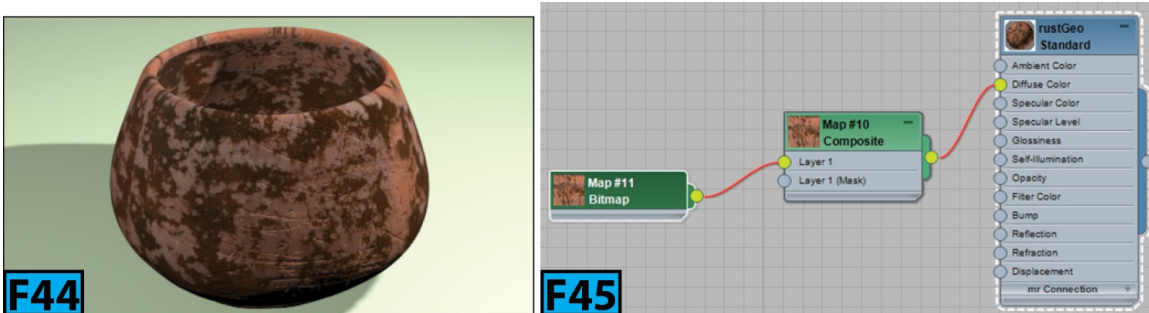 F44
F45
Map #11
Bitmap
Map #10
Composite
Layer 1
Layer 1 (Mask)
rustGeo
Standard
Ambient Color
Diffuse Color
Specular Color
Specular Level
Glossiness
Self-Illumination
Opacity
Filter Color
Bump
Reflection
Refraction
Displacement
mr Connection